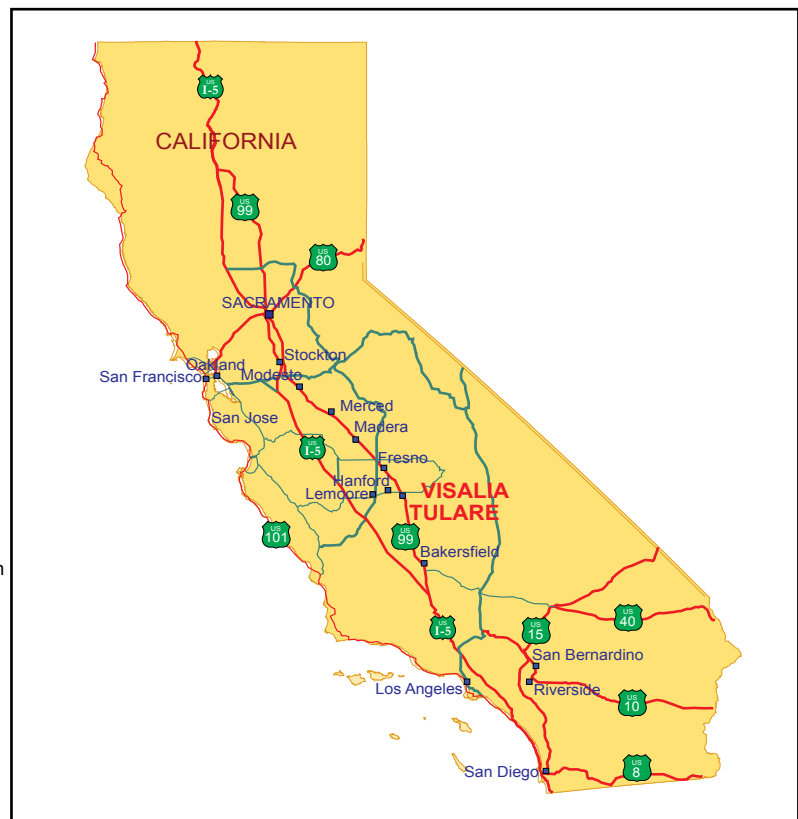 US
I-5
CALIFORNIA
US
99
US
80
SACRAMENTO
Stockton
Oakland
Modesto
San Francisco
Merced
San Jose
Madera
US
I-5
Fresno
Hanford
VISALIA
Lemoore
TULARE
US
101
US
99
Bakersfield
n
US
I-5
US
15
US
40
San Bernardino
Los Angeles
Riverside
US
10
San Diego
US
8